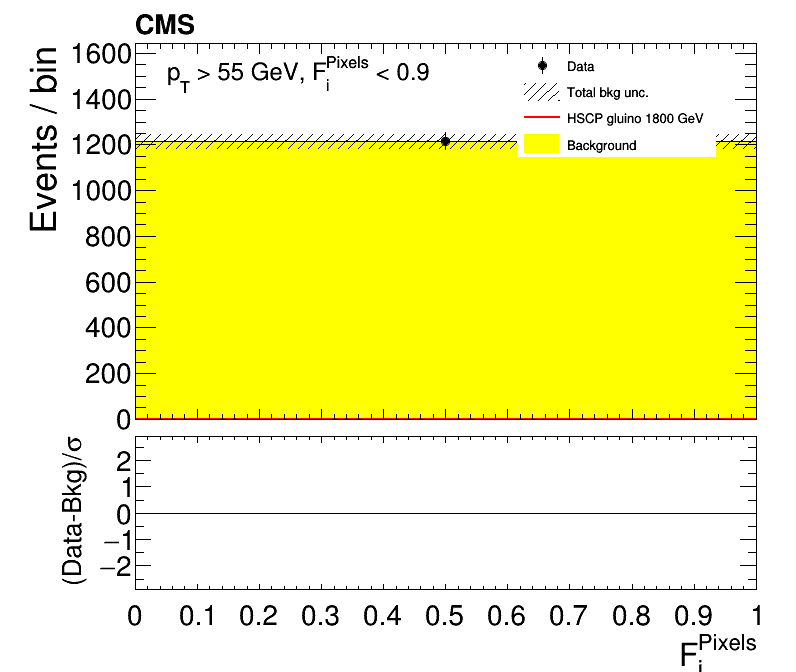 CMS
p_T > 55 GeV, F_i^Pixels < 0.9
Data
Total bkg unc.
HSCP gluino 1800 GeV
Background
Events / bin
1600
1400
1200
1000
800
600
400
200
0
(Data-Bkg)/σ
2
1
0
−1
−2
0 0.1 0.2 0.3 0.4 0.5 0.6 0.7 0.8 0.9 1
F_i^Pixels